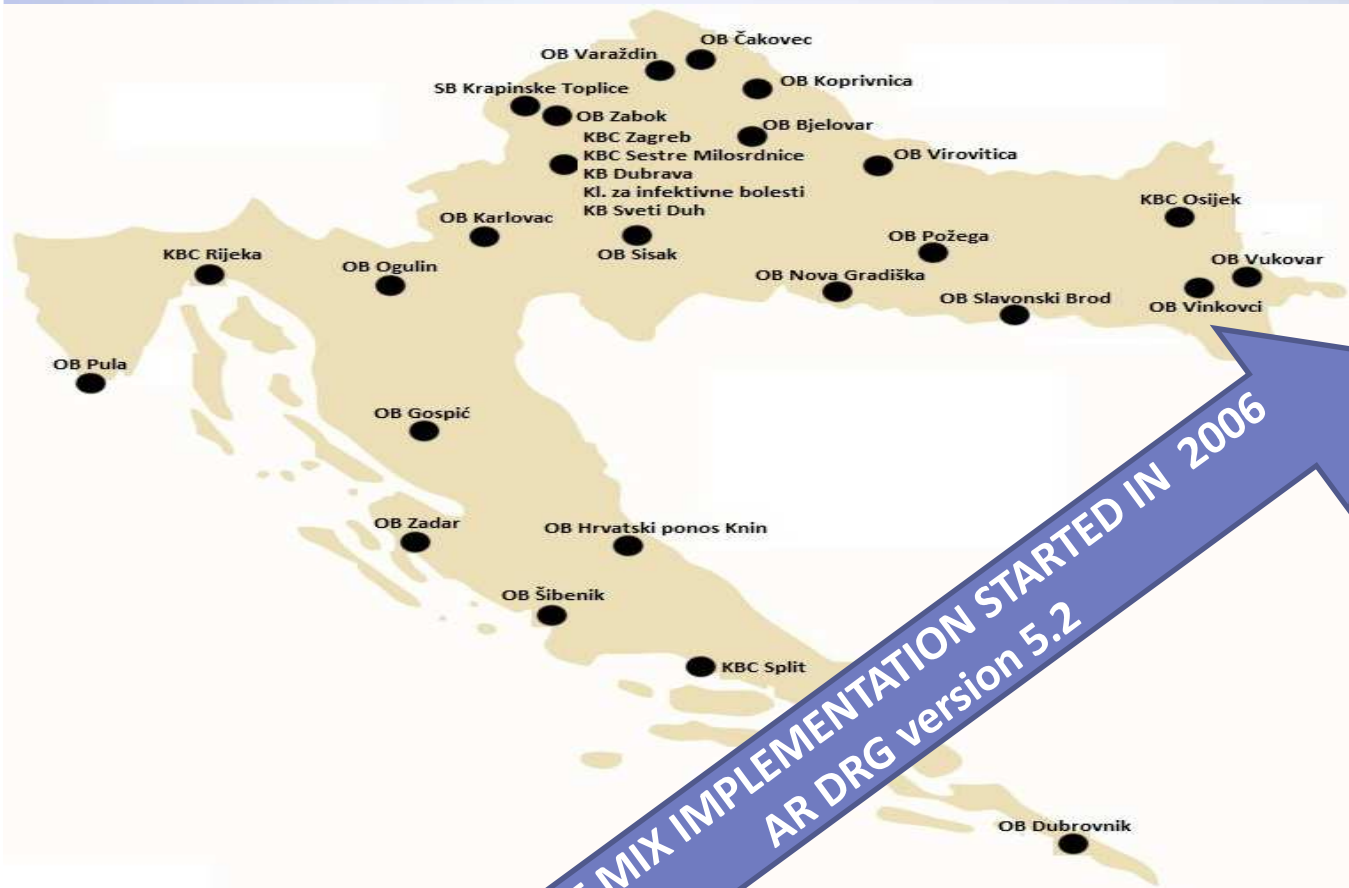 OB Čakovec
OB Varaždin
OB Koprivnica
SB Krapinske Toplice
OB Zabok
OB Bjelovar
KBC Zagreb
KBC Sestre Milosrdnice
KB Dubrava
Kl. za infektivne bolesti
KB Sveti Duh
OB Virovitica
KBC Osijek
OB Karlovac
OB Sisak
OB Požega
OB Vukovar
KBC Rijeka
OB Ogulin
OB Nova Gradiška
OB Slavonski Brod
OB Vinkovci
OB Pula
OB Gospić
OB Zadar
OB Hrvatski ponos Knin
OB Šibenik
KBC Split
OB Dubrovnik
MIX IMPLEMENTATION STARTED IN 2006
AR DRG version 5.2